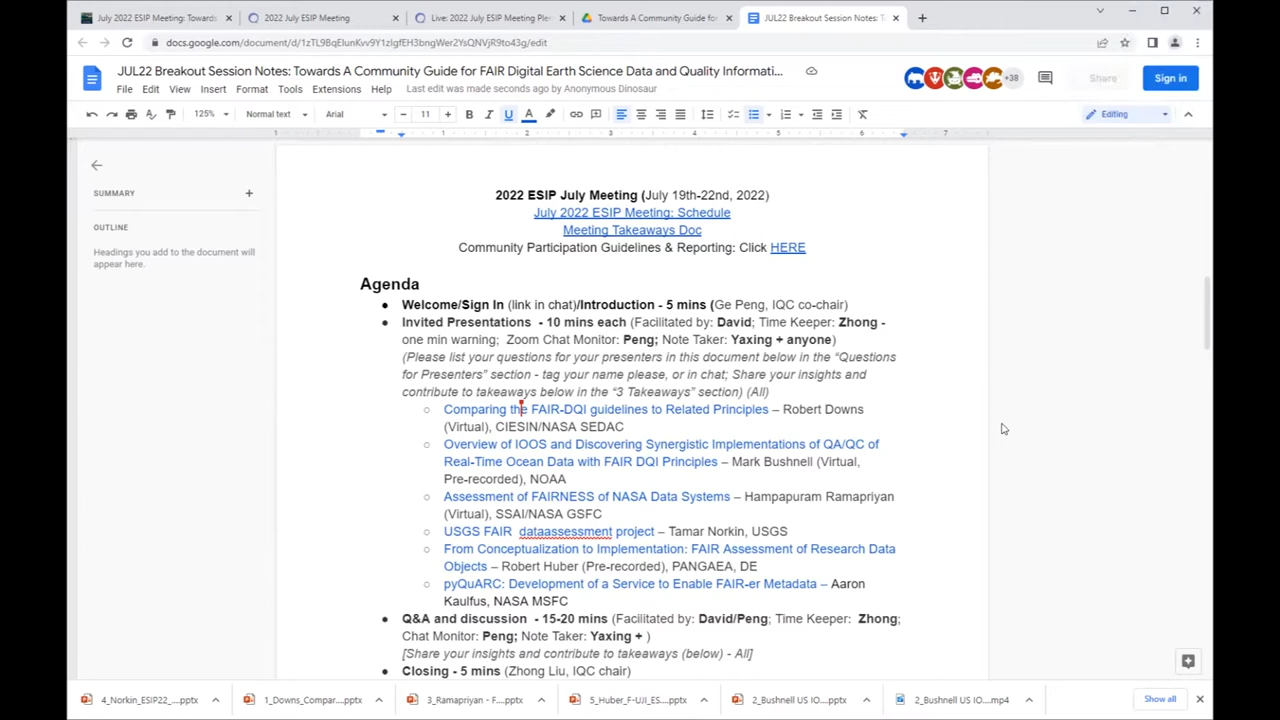 July 2022 ESIP Meeting: Towards
2022 July ESIP Meeting
Live: 2022 July ESIP Meeting Ple
Towards A Community Guide fo
JUL22 Breakout Session Notes: T
JUL22 Breakout Session Notes: Towards A Community Guide for FAIR Digital Earth Science Data and Quality Informati...
+38
Share
Sign in
File Edit View Insert Format Tools Extensions Help Last edit was made seconds ago by Anonymous Dinosaur
125% Normal text Arial 11 B I U A Editing
1 1 2 3 4 5 6 7
SUMMARY
OUTLINE
Headings you add to the document will
appear here.
2022 ESIP July Meeting (July 19th-22nd, 2022)
July 2022 ESIP Meeting: Schedule
Meeting Takeaways Doc
Community Participation Guidelines & Reporting: Click HERE
Agenda
● Welcome/Sign In (link in chat)/Introduction - 5 mins (Ge Peng, IQC co-chair)
● Invited Presentations - 10 mins each (Facilitated by: David; Time Keeper: Zhong -
one min warning; Zoom Chat Monitor: Peng; Note Taker: Yaxing + anyone)
(Please list your questions for your presenters in this document below in the “Questions
for Presenters” section - tag your name please, or in chat; Share your insights and
contribute to takeaways below in the “3 Takeaways” section) (All)
○ Comparing the FAIR-DQI guidelines to Related Principles – Robert Downs
(Virtual), CIESIN/NASA SEDAC
○ Overview of IOOS and Discovering Synergistic Implementations of QA/QC of
Real-Time Ocean Data with FAIR DQI Principles – Mark Bushnell (Virtual,
Pre-recorded), NOAA
○ Assessment of FAIRNESS of NASA Data Systems – Hampapuram Ramapriyan
(Virtual), SSAI/NASA GSFC
○ USGS FAIR dataassessment project – Tamar Norkin, USGS
○ From Conceptualization to Implementation: FAIR Assessment of Research Data
Objects – Robert Huber (Pre-recorded), PANGAEA, DE
○ pyQuARC: Development of a Service to Enable FAIR-er Metadata – Aaron
Kaulfus, NASA MSFC
● Q&A and discussion - 15-20 mins (Facilitated by: David/Peng; Time Keeper: Zhong;
Chat Monitor: Peng; Note Taker: Yaxing + )
[Share your insights and contribute to takeaways (below) - All]
● Closing - 5 mins (Zhong Liu, IQC chair)
4_Norkin_ESIP22_....pptx
1_Downs_Compar....pptx
3_Ramapriyan - F....pptx
5_Huber_F-UJI_ES....pptx
2_Bushnell US IO....pptx
2_Bushnell US IO....mp4
Show all